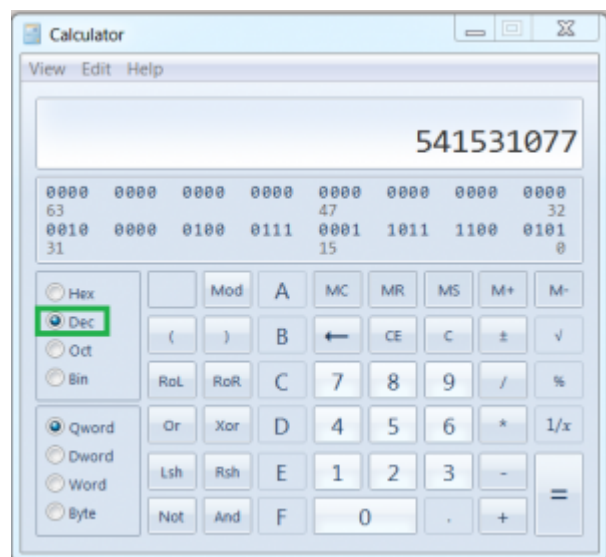 Calculator
View Edit Help
541531077
0000 0000 0000 0000 0000 0000 0000 0000
63 47 32
0010 0000 0100 0111 0001 1011 1100 0101
31 15 0
Hex
Dec
Oct
Bin
Qword
Dword
Word
Byte
Mod A MC MR MS M+ M-
( ) B ← CE C ± √
RoL RoR C 7 8 9 / %
Or Xor D 4 5 6 * 1/x
Lsh Rsh E 1 2 3 - =
Not And F 0 . +